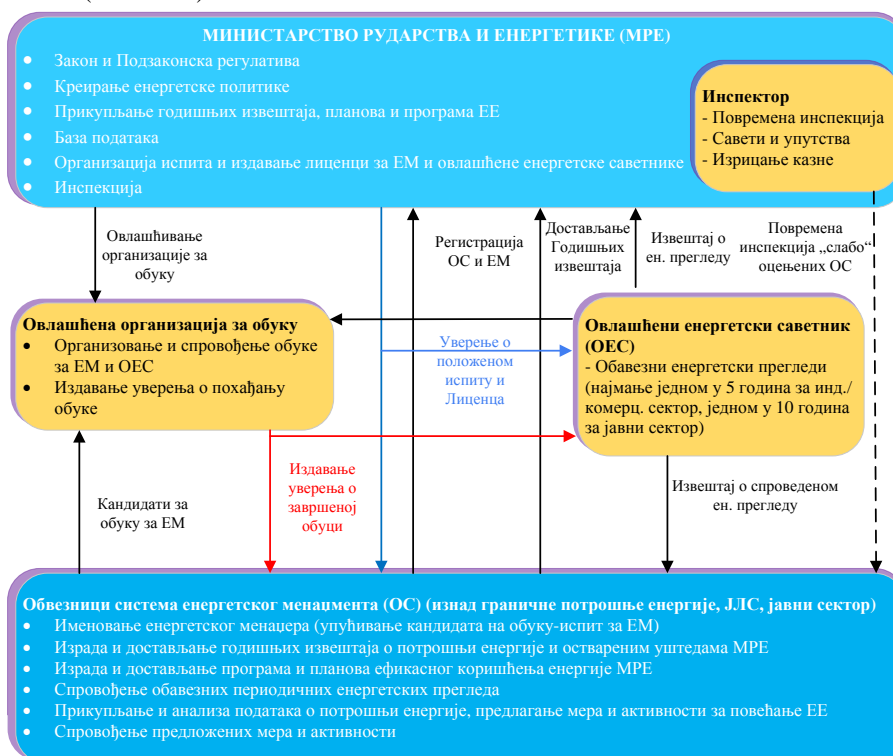 МИНИСТАРСТВО РУДАРСТВА И ЕНЕРГЕТИКЕ (МРЕ)
• Закон и Подзаконска регулатива
• Креирање енергетске политике
• Прикупљање годишњих извештаја, планова и програма ЕЕ
• База података
• Организација испита и издавање лиценци за ЕМ и овлашћене енергетске саветнике
• Инспекција
Инспектор
- Повремена инспекција
- Савети и упутства
- Изрицање казне
Овлашћивање
организације за
обуку
Регистрација
ОС и ЕМ
Достављање
Годишњих
извештаја
Извештај о
ен. прегледу
Повремена
инспекција „слабо“
оцењених ОС
Овлашћена организација за обуку
• Организовање и спровођење обуке
за ЕМ и ОЕС
• Издавање уверења о похађању
обуке
Уверење о
положеном
испиту и
Лиценца
Овлашћени енергетски саветник
(ОЕС)
- Обавезни енергетски прегледи
(најмање једном у 5 година за инд./
комерц. сектор, једном у 10 година
за јавни сектор)
Кандидати за
обуку за ЕМ
Издавање
уверења о
завршеној
обуци
Извештај о спроведеном
ен. прегледу
Обвезници система енергетског менаџмента (ОС) (изнад граничне потрошње енергије, ЈЛС, јавни сектор)
• Именовање енергетског менаџера (упућивање кандидата на обуку-испит за ЕМ)
• Израда и достављање годишњих извештаја о потрошњи енергије и оствареним уштедама МРЕ
• Израда и достављање програма и планова ефикасног коришћења енергије МРЕ
• Спровођење обавезних периодичних енергетских прегледа
• Прикупљање и анализа података о потрошњи енергије, предлагање мера и активности за повећање ЕЕ
• Спровођење предложених мера и активности